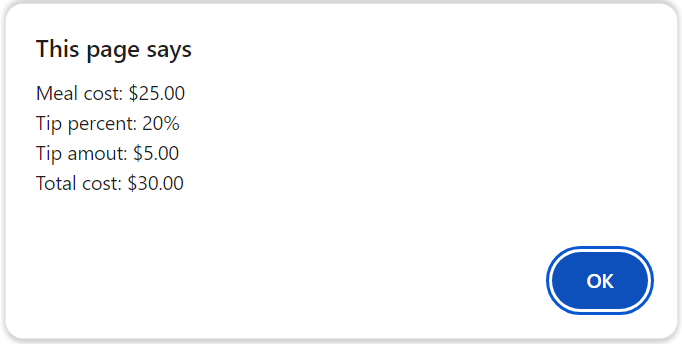 This page says
Meal cost: $25.00
Tip percent: 20%
Tip amout: $5.00
Total cost: $30.00
OK